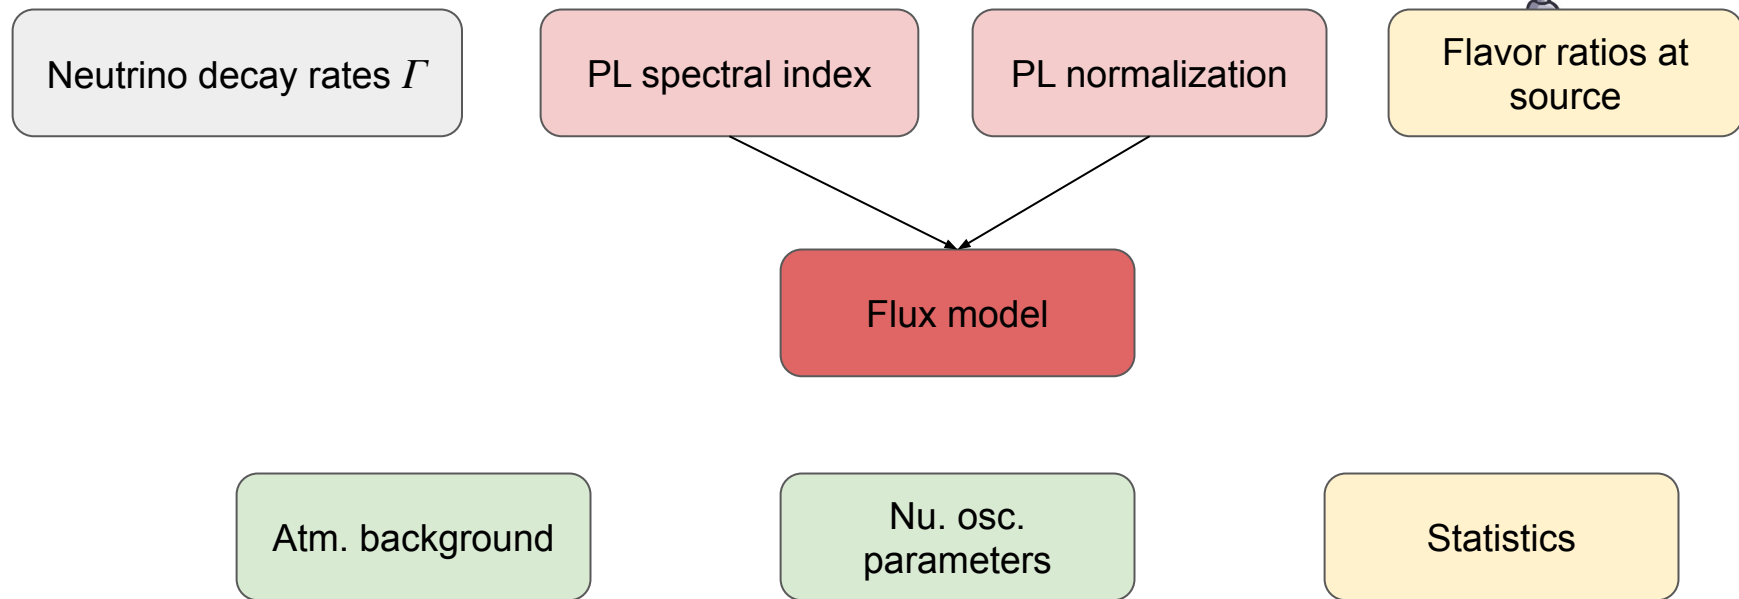 Neutrino decay rates Γ
PL spectral index
PL normalization
Flavor ratios at
source
Flux model
Atm. background
Nu. osc.
parameters
Statistics